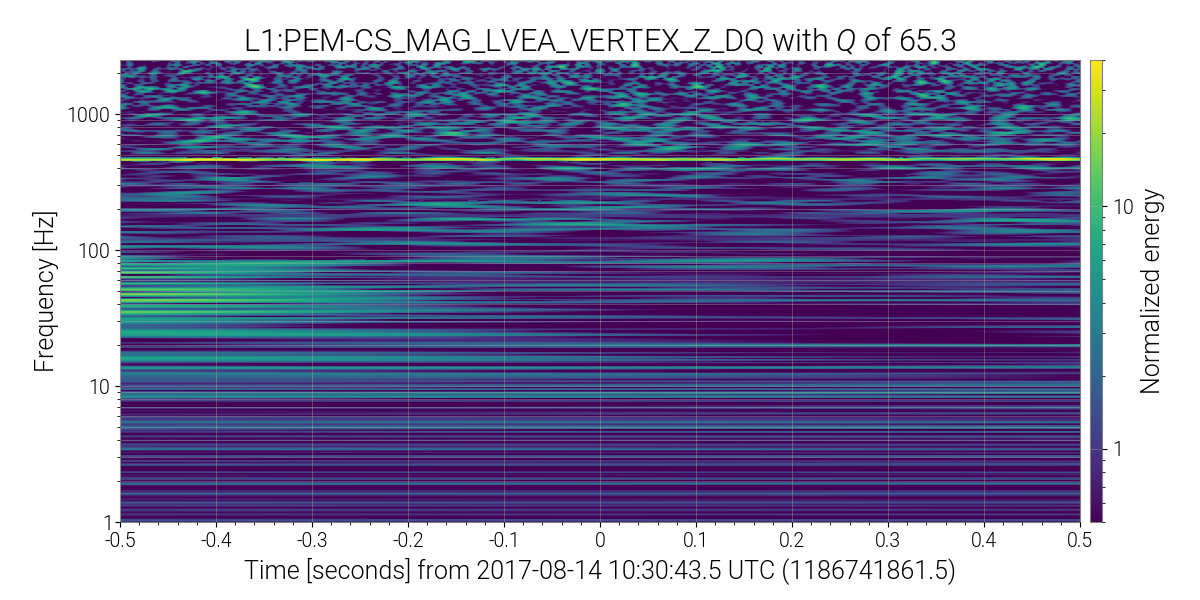 L1:PEM-CS_MAG_LVEA_VERTEX_Z_DQ with Q of 65.3
1000
100
10
1
Frequency [Hz]
-0.5 -0.4 -0.3 -0.2 -0.1 0 0.1 0.2 0.3 0.4 0.5
Time [seconds] from 2017-08-14 10:30:43.5 UTC (1186741861.5)
10
1
Normalized energy